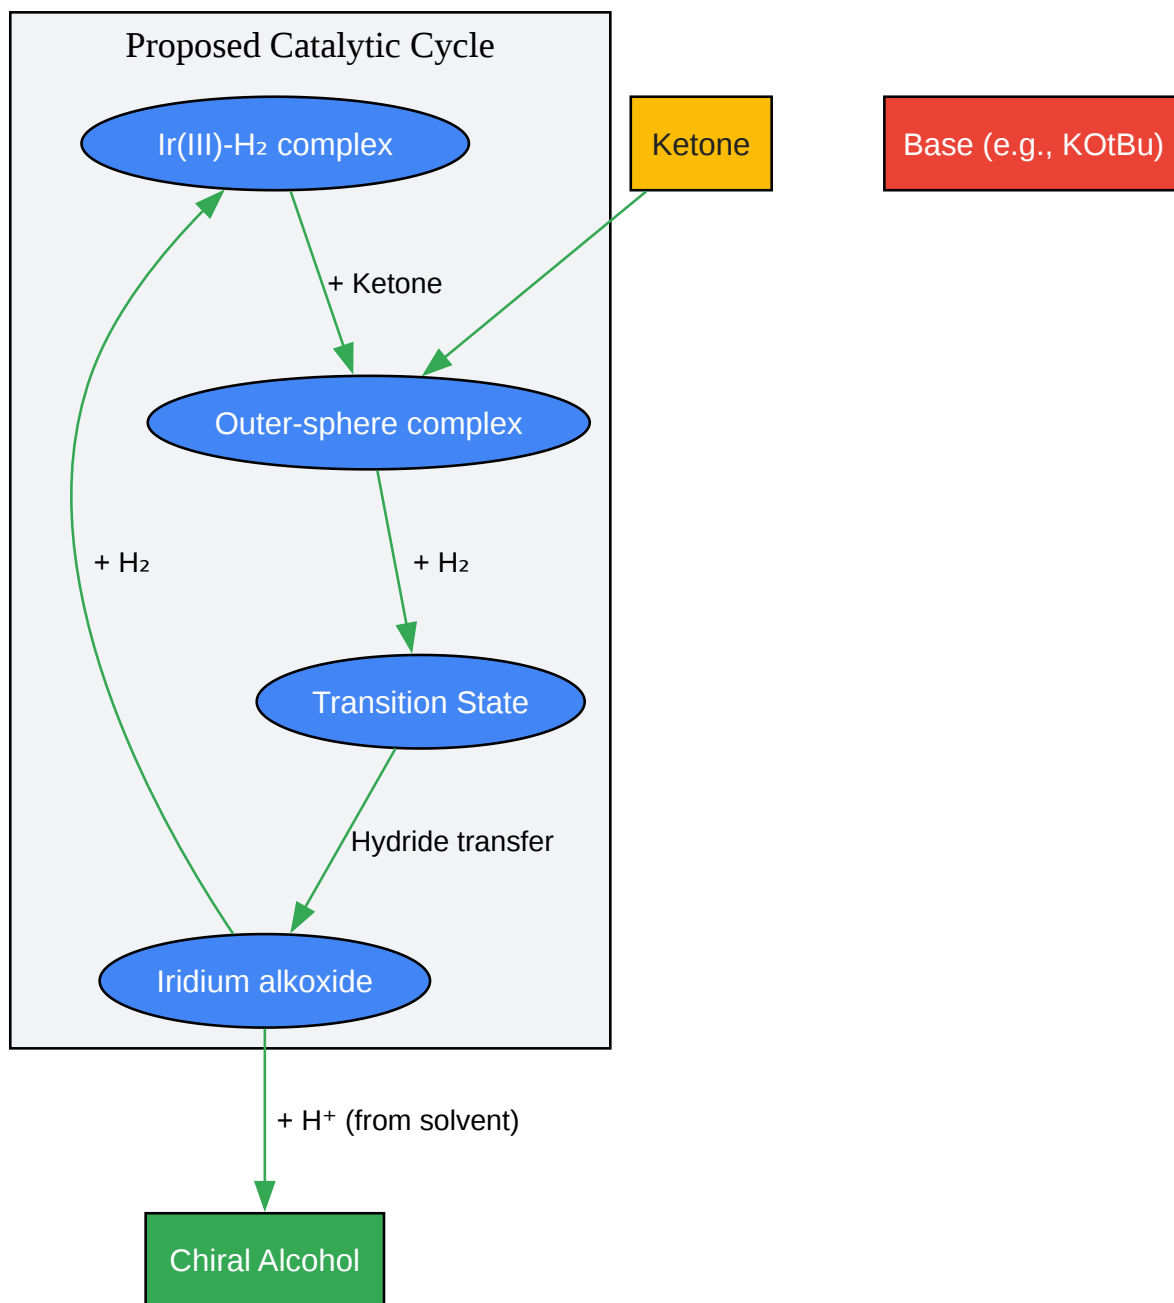 Proposed Catalytic Cycle
Ir(III)-H₂ complex
Ketone
Base (e.g., KOtBu)
+ Ketone
Outer-sphere complex
+ H₂
+ H₂
Transition State
Hydride transfer
Iridium alkoxide
+ H⁺ (from solvent)
Chiral Alcohol